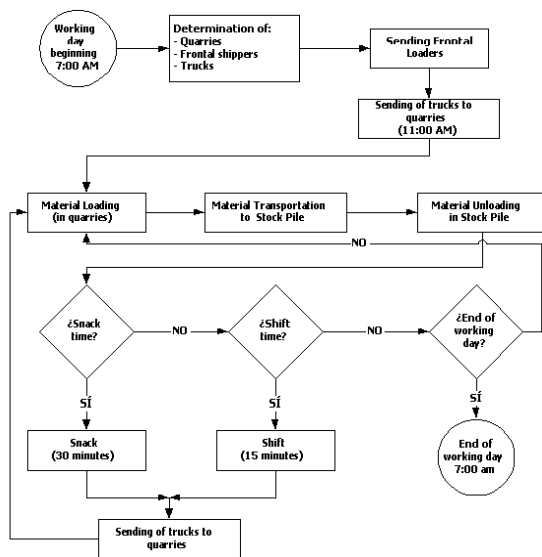 Working
day
beginning
7:00 AM
Determination of:
- Quarries
- Frontal shippers
- Trucks
Sending Frontal
Loaders
Sending of trucks to
quarries
(11:00 AM)
Material Loading
(in quarries)
Material Transportation
to Stock Pile
Material Unloading
in Stock Pile
NO
¿Snack
time?
NO
¿Shift
time?
NO
¿End of
working
day?
SÍ
SÍ
SÍ
Snack
(30 minutes)
Shift
(15 minutes)
End of
working day
7:00 am
Sending of trucks to
quarries